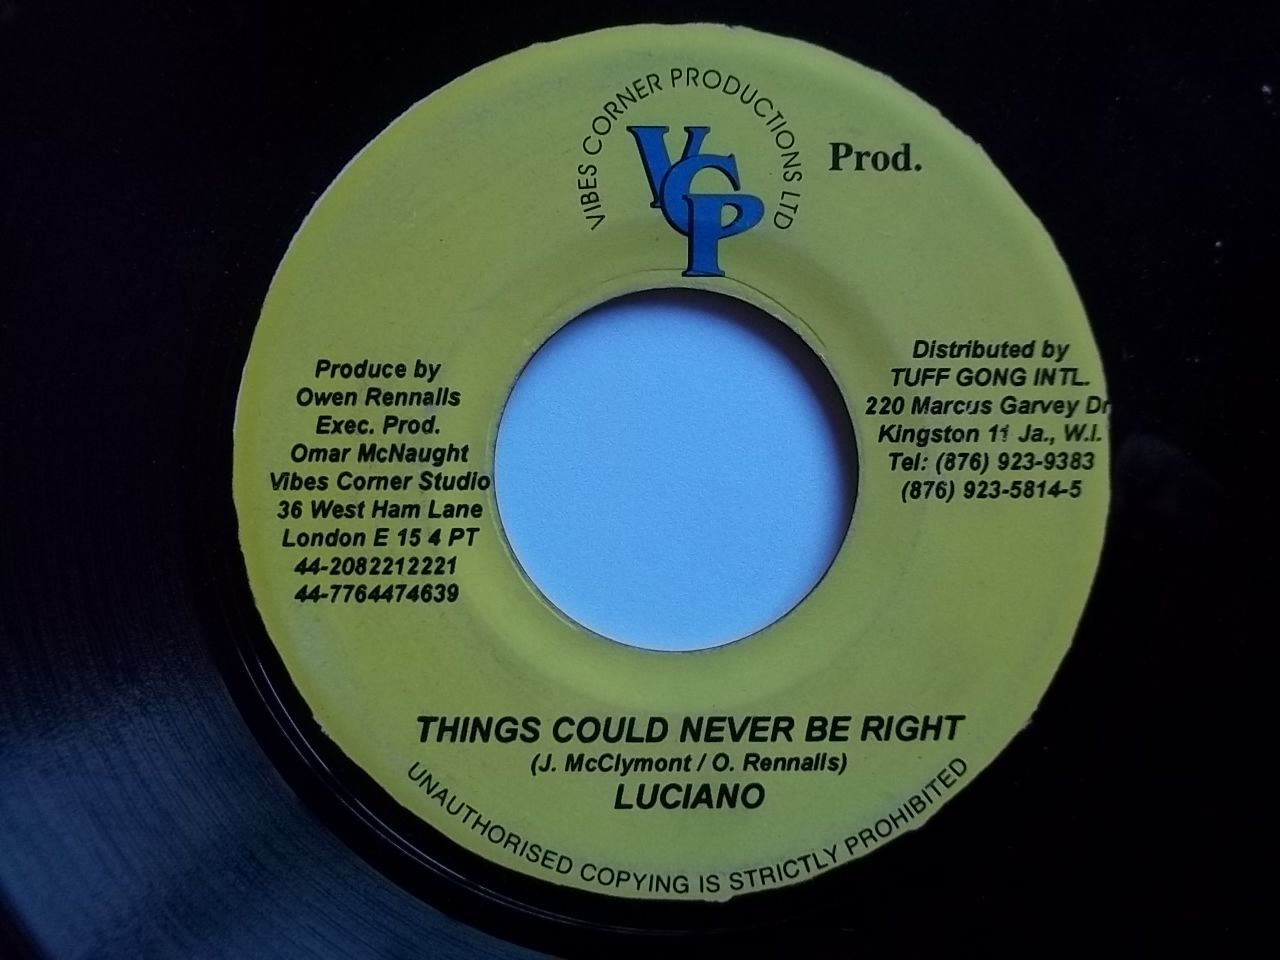 VIBES CORNER PRODUCTIONS LTD
VCP
Prod.
Produce by
Owen Rennalls
Exec. Prod.
Omar McNaught
Vibes Corner Studio
36 West Ham Lane
London E 15 4 PT
44-2082212221
44-7764474639
Distributed by
TUFF GONG INTL.
220 Marcus Garvey Dr
Kingston 11 Ja., W.I.
Tel: (876) 923-9383
(876) 923-5814-5
THINGS COULD NEVER BE RIGHT
(J. McClymont / O. Rennalls)
LUCIANO
UNAUTHORISED COPYING IS STRICTLY PROHIBITED